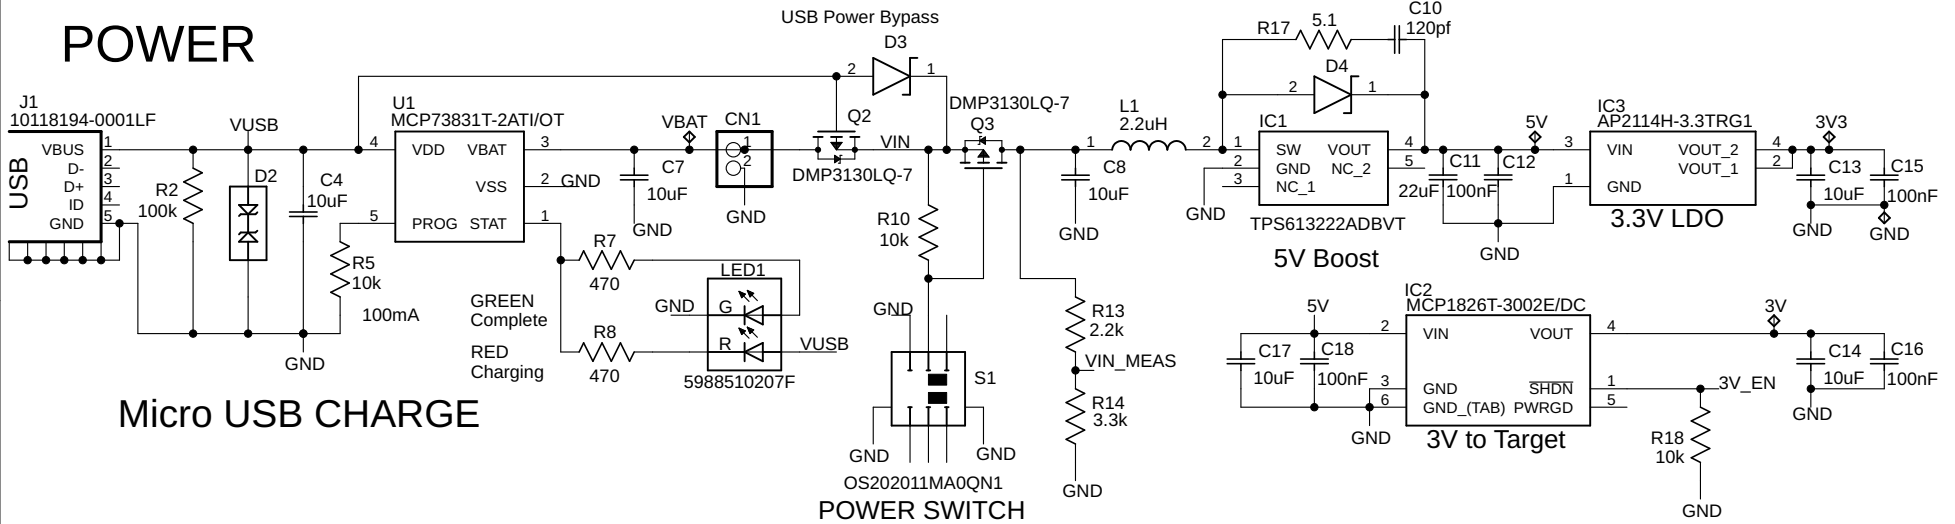 POWER
USB Power Bypass
D3
2
1
J1
10118194-0001LF
USB
VBUS
D-
D+
ID
GND
1
2
3
4
5
VUSB
R2
100k
D2
C4
10uF
GND
R5
10k
100mA
U1
MCP73831T-2ATI/OT
4
VDD
VBAT
3
VSS
2
GND
5
PROG
STAT
1
VBAT
C7
10uF
GND
CN1
1
2
GND
Q2
DMP3130LQ-7
VIN
DMP3130LQ-7
Q3
R10
10k
R7
470
R8
470
GREEN
Complete
RED
Charging
LED1
GND
G
R
VUSB
5988510207F
Micro USB CHARGE
GND
S1
GND
GND
OS202011MA0QN1
POWER SWITCH
C8
10uF
GND
R13
2.2k
VIN_MEAS
R14
3.3k
GND
L1
2.2uH
1
2
R17
5.1
C10
120pf
D4
2
1
IC1
1
SW
VOUT
4
2
GND
NC_2
5
3
NC_1
GND
TPS613222ADBVT
5V Boost
C11
22uF
C12
100nF
GND
5V
IC3
AP2114H-3.3TRG1
3
VIN
VOUT_2
4
VOUT_1
2
1
GND
3.3V LDO
3V3
C13
10uF
C15
100nF
GND
GND
5V
C17
10uF
C18
100nF
GND
IC2
MCP1826T-3002E/DC
2
VIN
VOUT
4
3
GND
SHDN
1
6
GND_(TAB)
PWRGD
5
3V to Target
3V
3V_EN
R18
10k
GND
C14
10uF
C16
100nF
GND